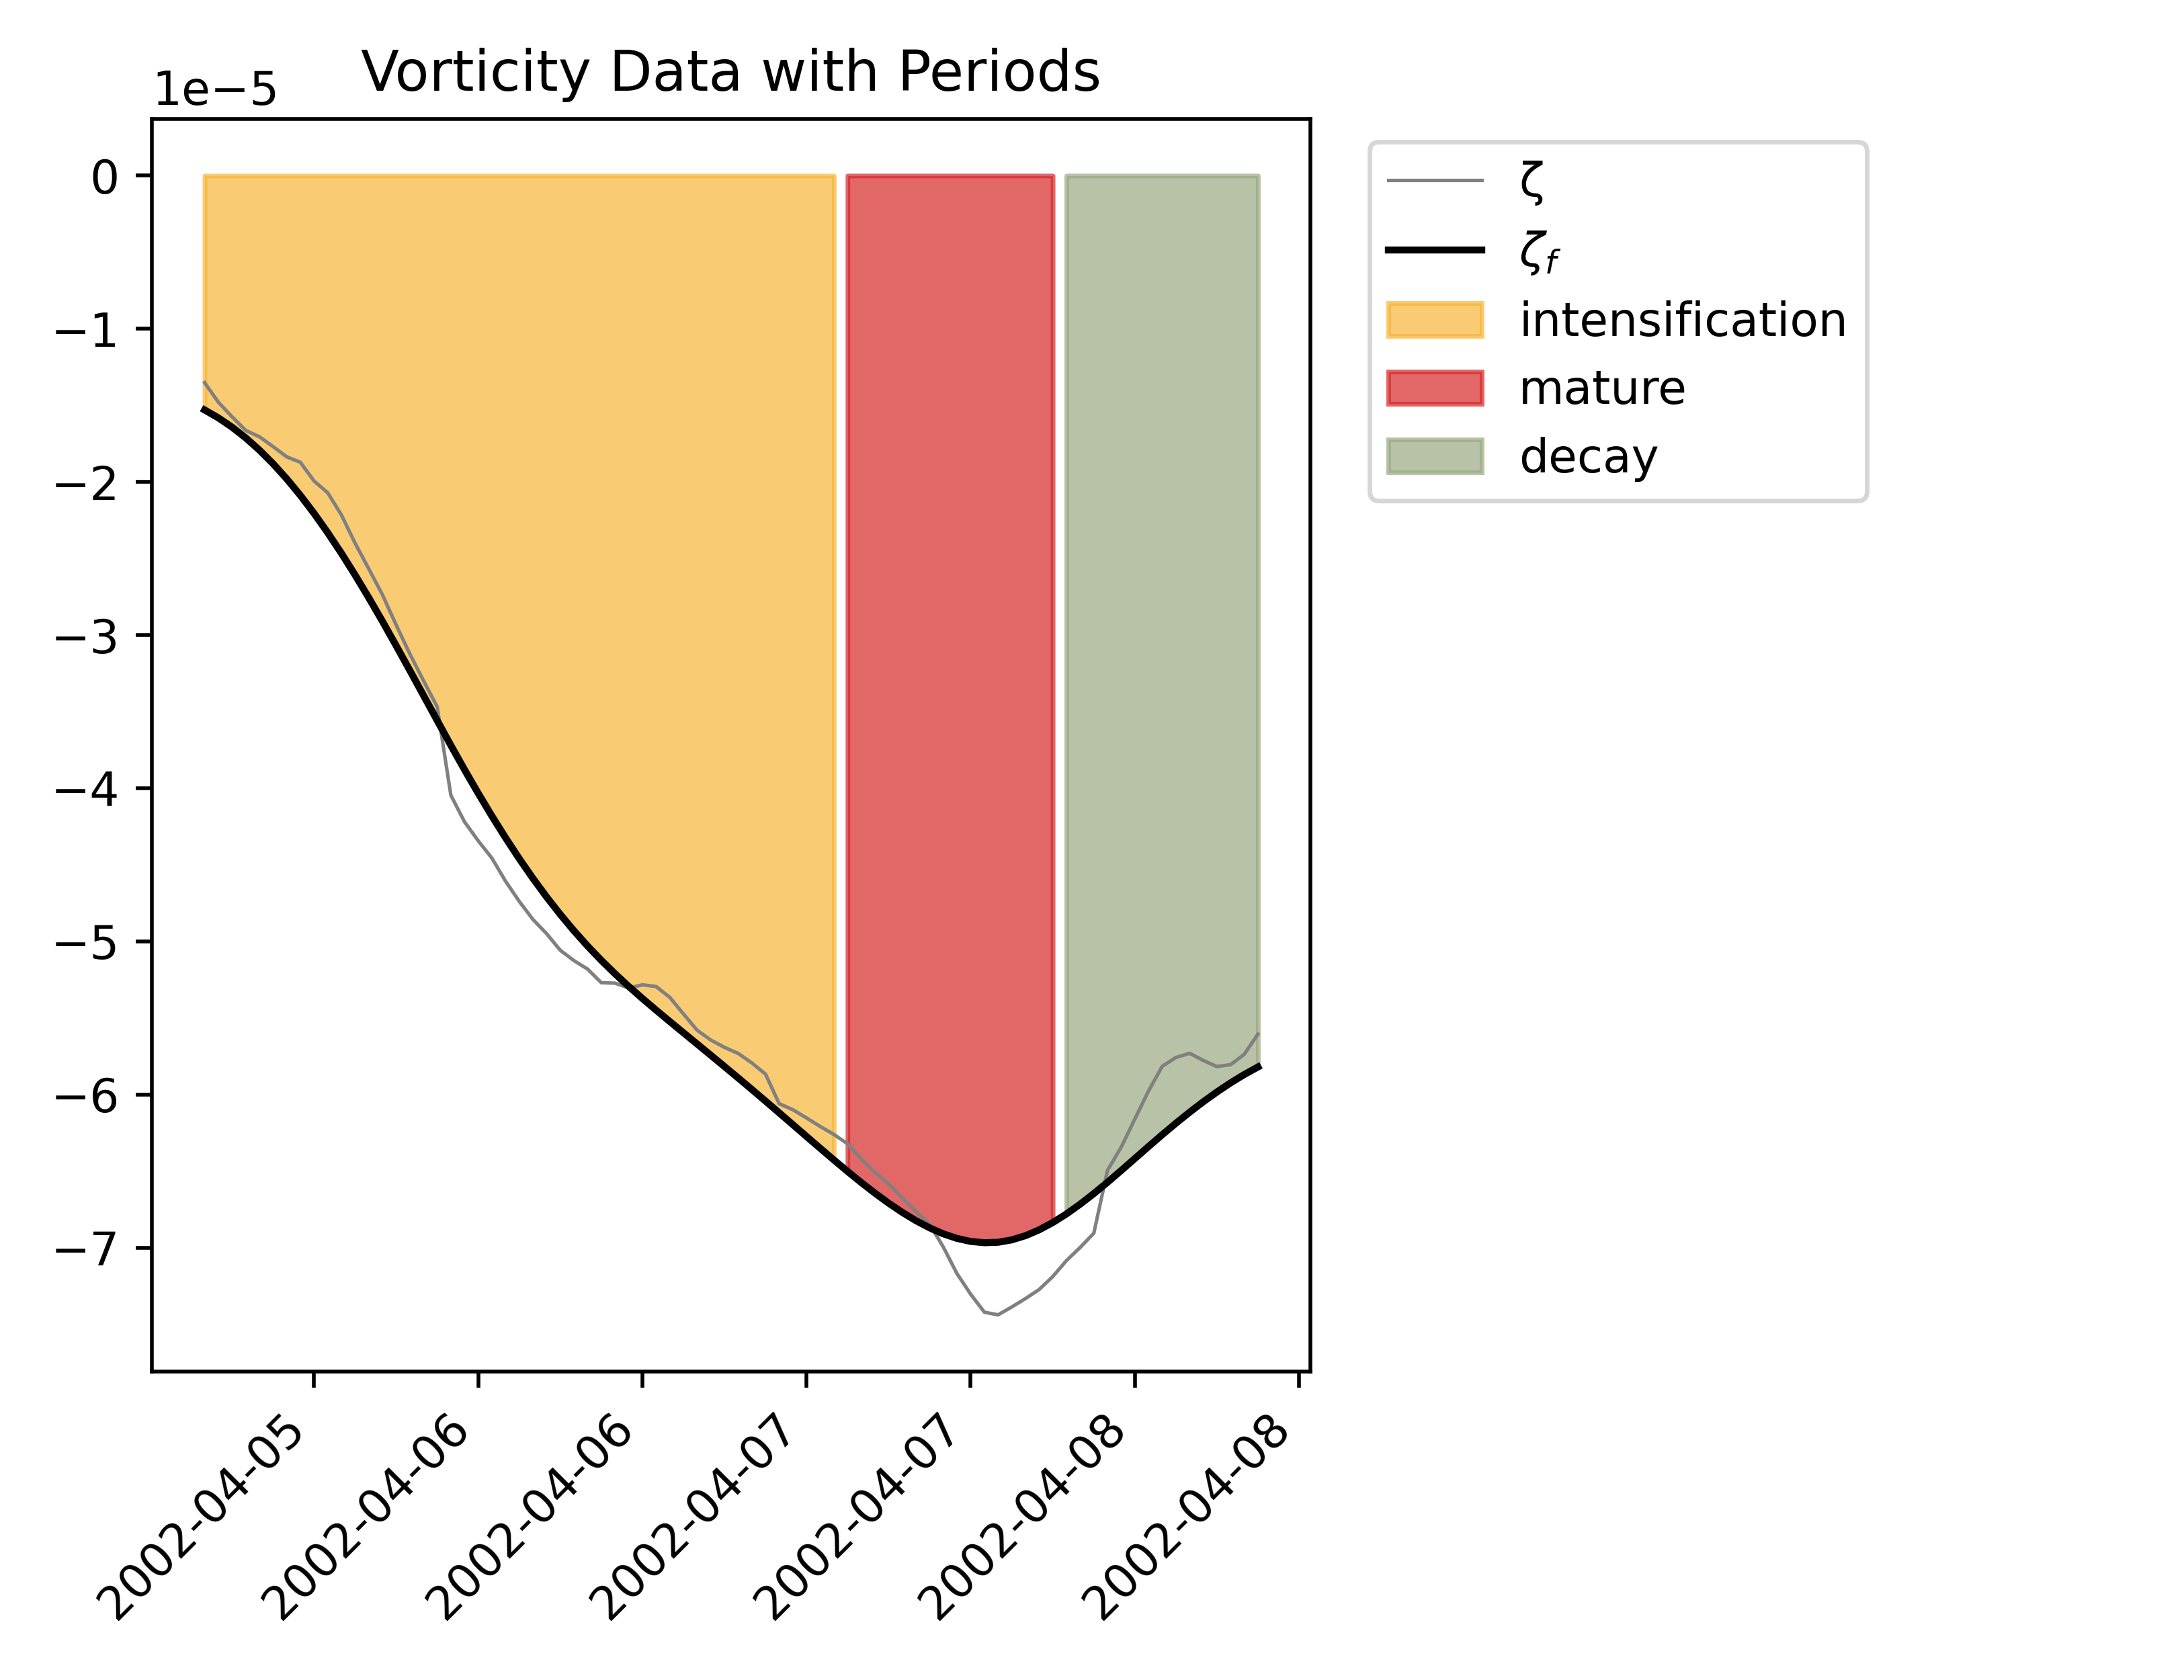 Vorticity Data with Periods
1e−5
0
−1
−2
−3
−4
−5
−6
−7
2002-04-05
2002-04-06
2002-04-06
2002-04-07
2002-04-07
2002-04-08
2002-04-08
ζ
ζf
intensification
mature
decay